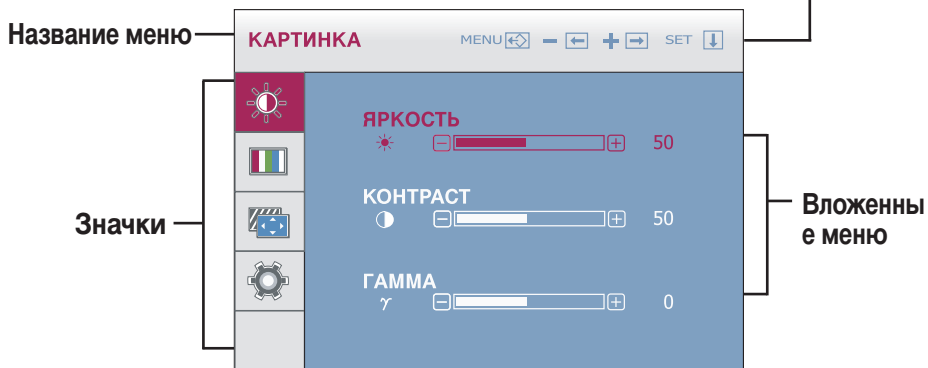 Название меню
КАРТИНКА
MENU − + SET
ЯРКОСТЬ
50
КОНТРАСТ
50
ГАММА
γ 0
Значки
Вложенны
е меню